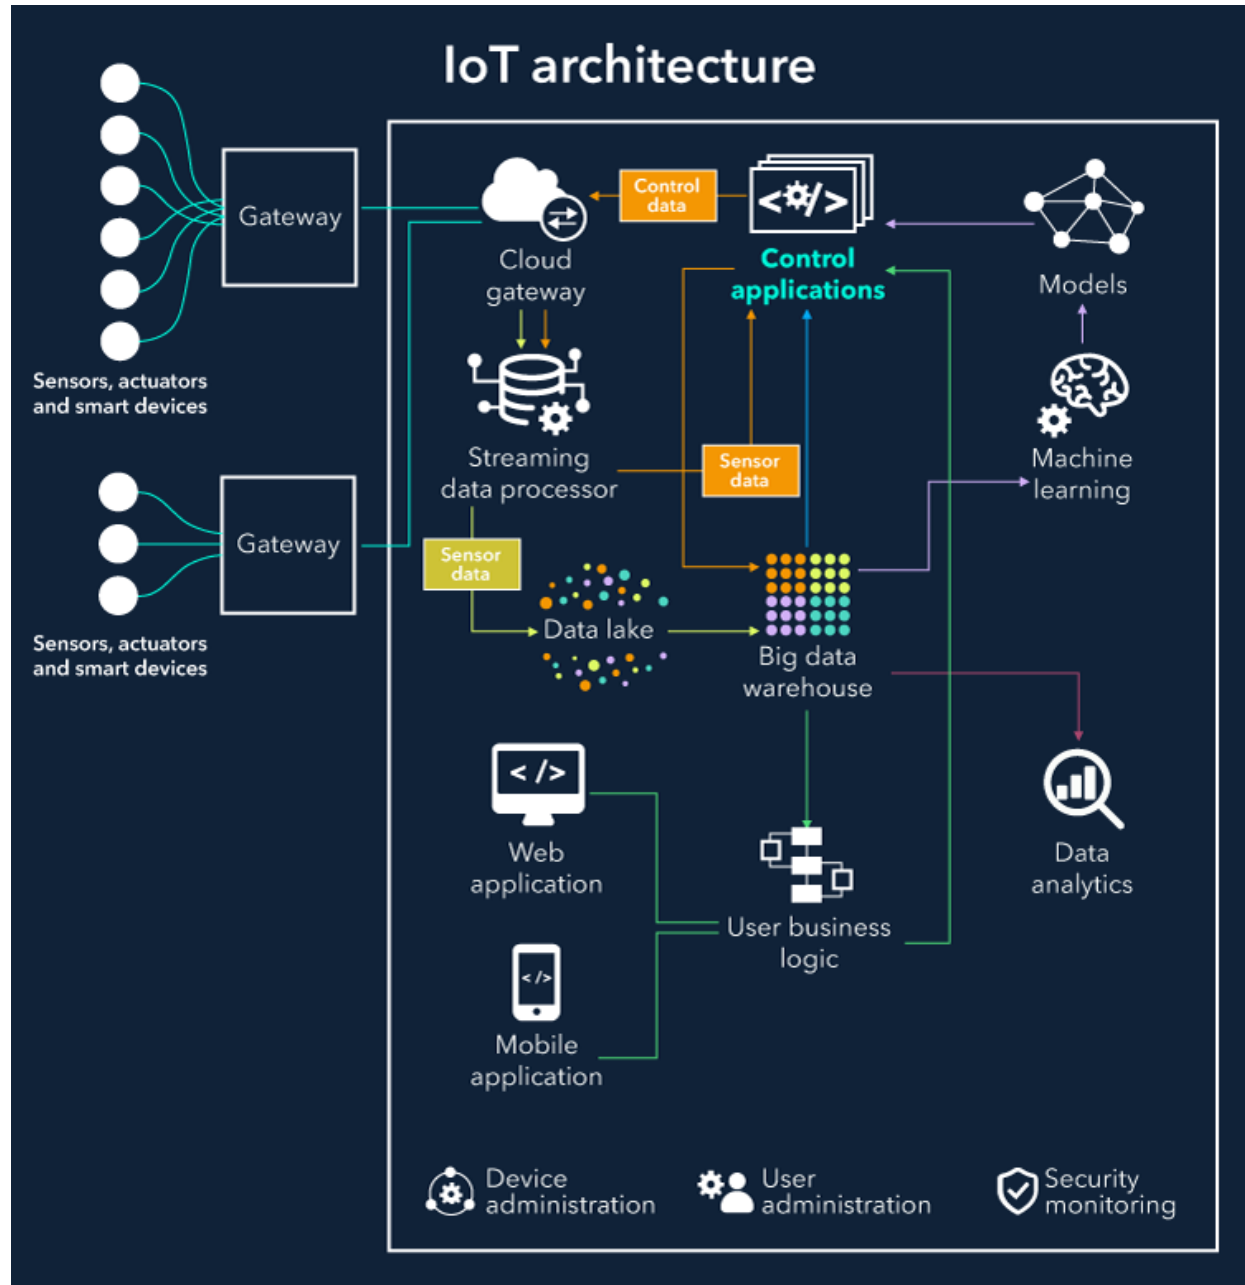 IoT architecture
Gateway
Sensors, actuators
and smart devices
Gateway
Sensors, actuators
and smart devices
Cloud
gateway
Control
data
</>
Control
applications
Models
Streaming
data processor
Sensor
data
Machine
learning
Sensor
data
Data lake
Big data
warehouse
</>
Web
application
User business
logic
Data
analytics
</>
Mobile
application
Device
administration
User
administration
Security
monitoring